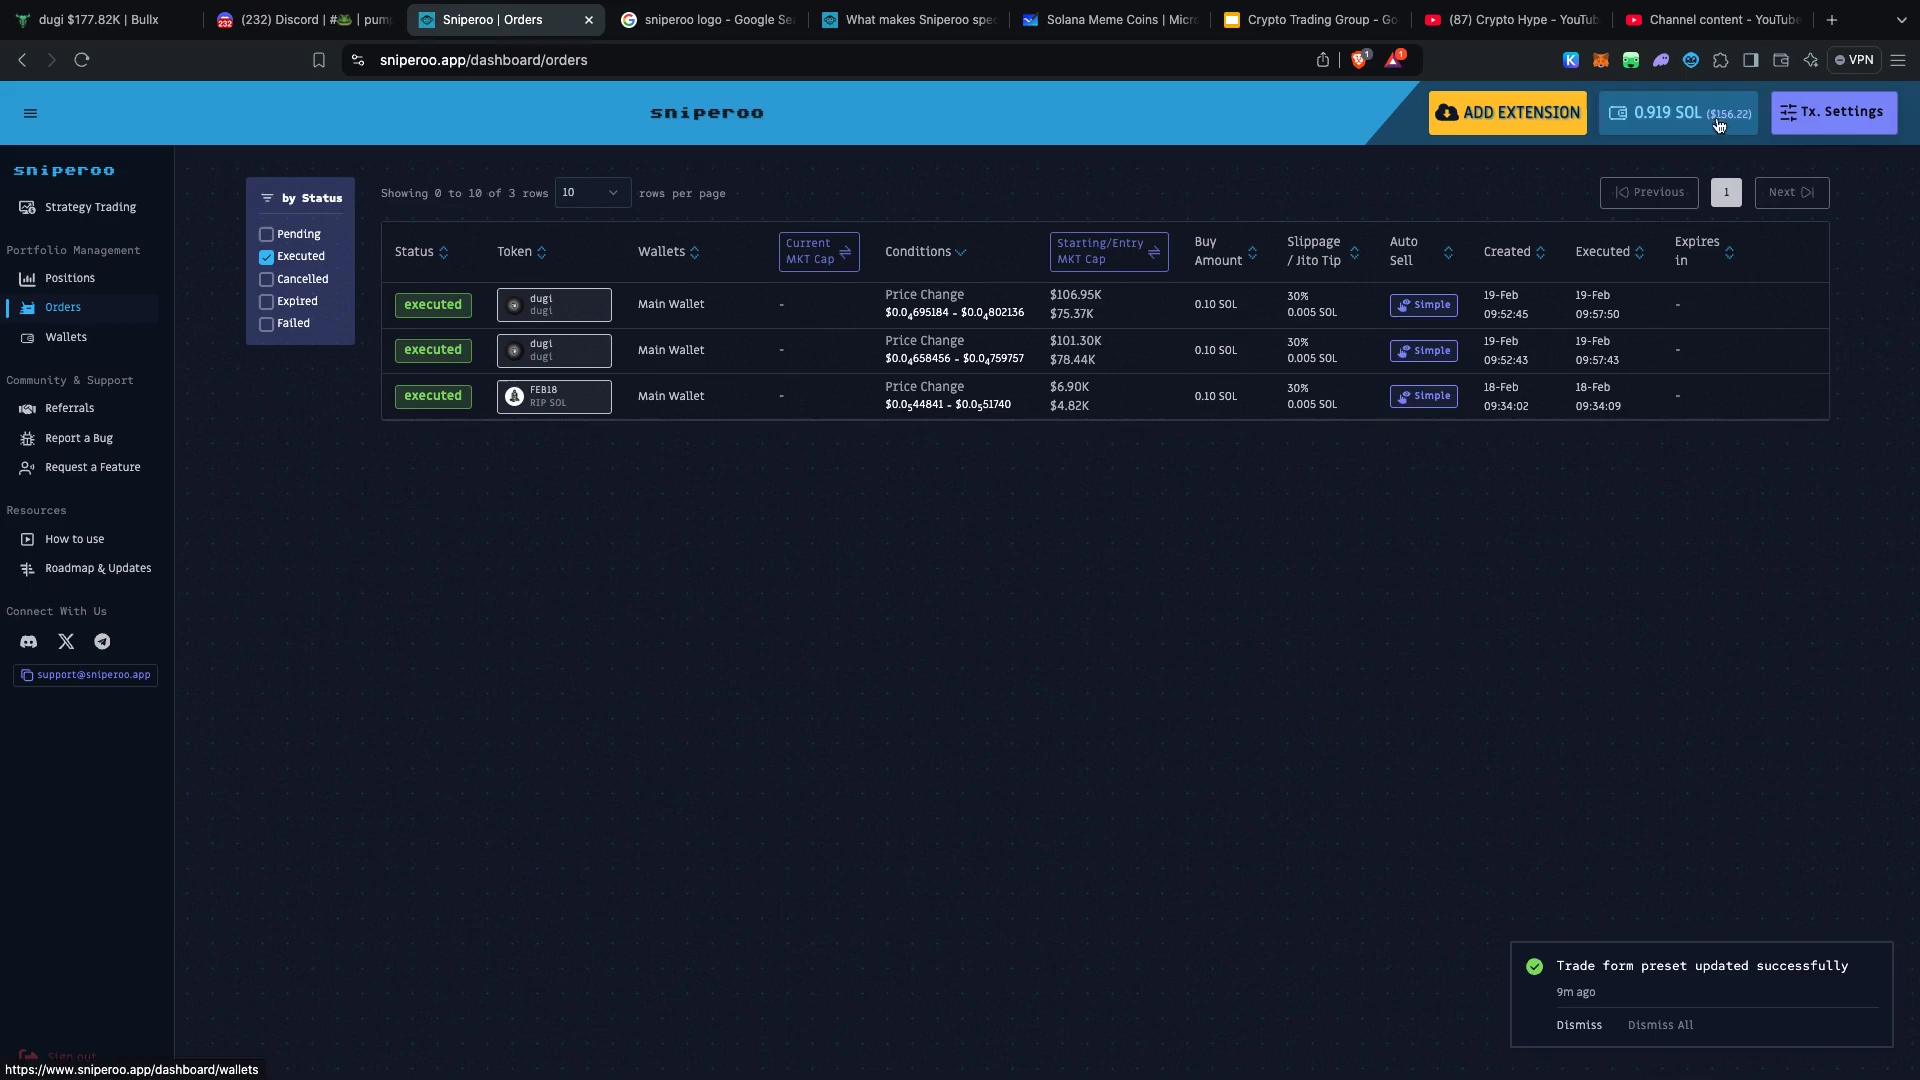 dugi $177.82K | Bullx
(232) Discord | #🐸 | pum
Sniperoo | Orders
sniperoo logo - Google Se
What makes Sniperoo spe
Solana Meme Coins | Micr
Crypto Trading Group - Go
(87) Crypto Hype - YouTub
Channel content - YouTube
sniperoo.app/dashboard/orders
1
1
VPN
sniperoo
ADD EXTENSION
0.919 SOL ($156.22)
Tx. Settings
sniperoo
Strategy Trading
Portfolio Management
Positions
Orders
Wallets
Community & Support
Referrals
Report a Bug
Request a Feature
Resources
How to use
Roadmap & Updates
Connect With Us
support@sniperoo.app
Sign out
by Status
Pending
Executed
Cancelled
Expired
Failed
Showing 0 to 10 of 3 rows 10 rows per page
Previous 1 Next
Status Token Wallets Current MKT Cap Conditions Starting/Entry MKT Cap Buy Amount Slippage / Jito Tip Auto Sell Created Executed Expires in
executed dugi dugi Main Wallet - Price Change $0.0₄695184 - $0.0₄802136 $106.95K $75.37K 0.10 SOL 30% 0.005 SOL Simple 19-Feb 09:52:45 19-Feb 09:57:50 -
executed dugi dugi Main Wallet - Price Change $0.0₄658456 - $0.0₄759757 $101.30K $78.44K 0.10 SOL 30% 0.005 SOL Simple 19-Feb 09:52:43 19-Feb 09:57:43 -
executed FEB18 RIP SOL Main Wallet - Price Change $0.0₅44841 - $0.0₅51740 $6.90K $4.82K 0.10 SOL 30% 0.005 SOL Simple 18-Feb 09:34:02 18-Feb 09:34:09 -
Trade form preset updated successfully
9m ago
Dismiss Dismiss All
https://www.sniperoo.app/dashboard/wallets